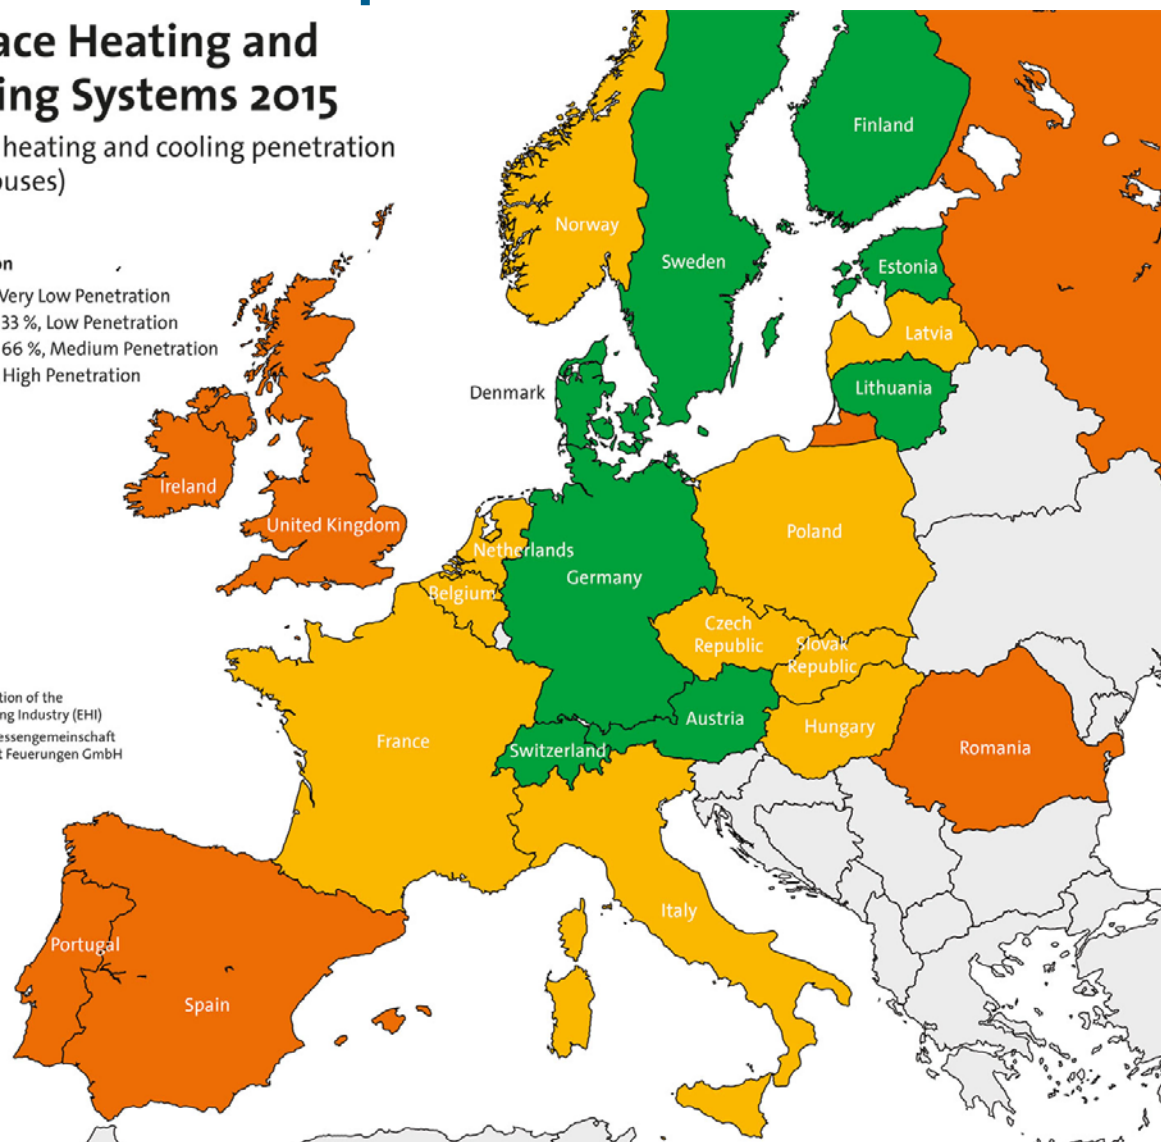 ace Heating and
ing Systems 2015
heating and cooling penetration
ouses)
on
Very Low Penetration
33 %, Low Penetration
66 %, Medium Penetration
High Penetration
Finland
Norway
Sweden
Estonia
Latvia
Denmark
Lithuania
Ireland
United Kingdom
Poland
Netherlands
Germany
Belgium
Czech
Republic
Slovak
Republic
tion of the
ng Industry (EHI)
essengemeinschaft
t Feuerungen GmbH
Austria
Hungary
France
Switzerland
Romania
Italy
Portugal
Spain